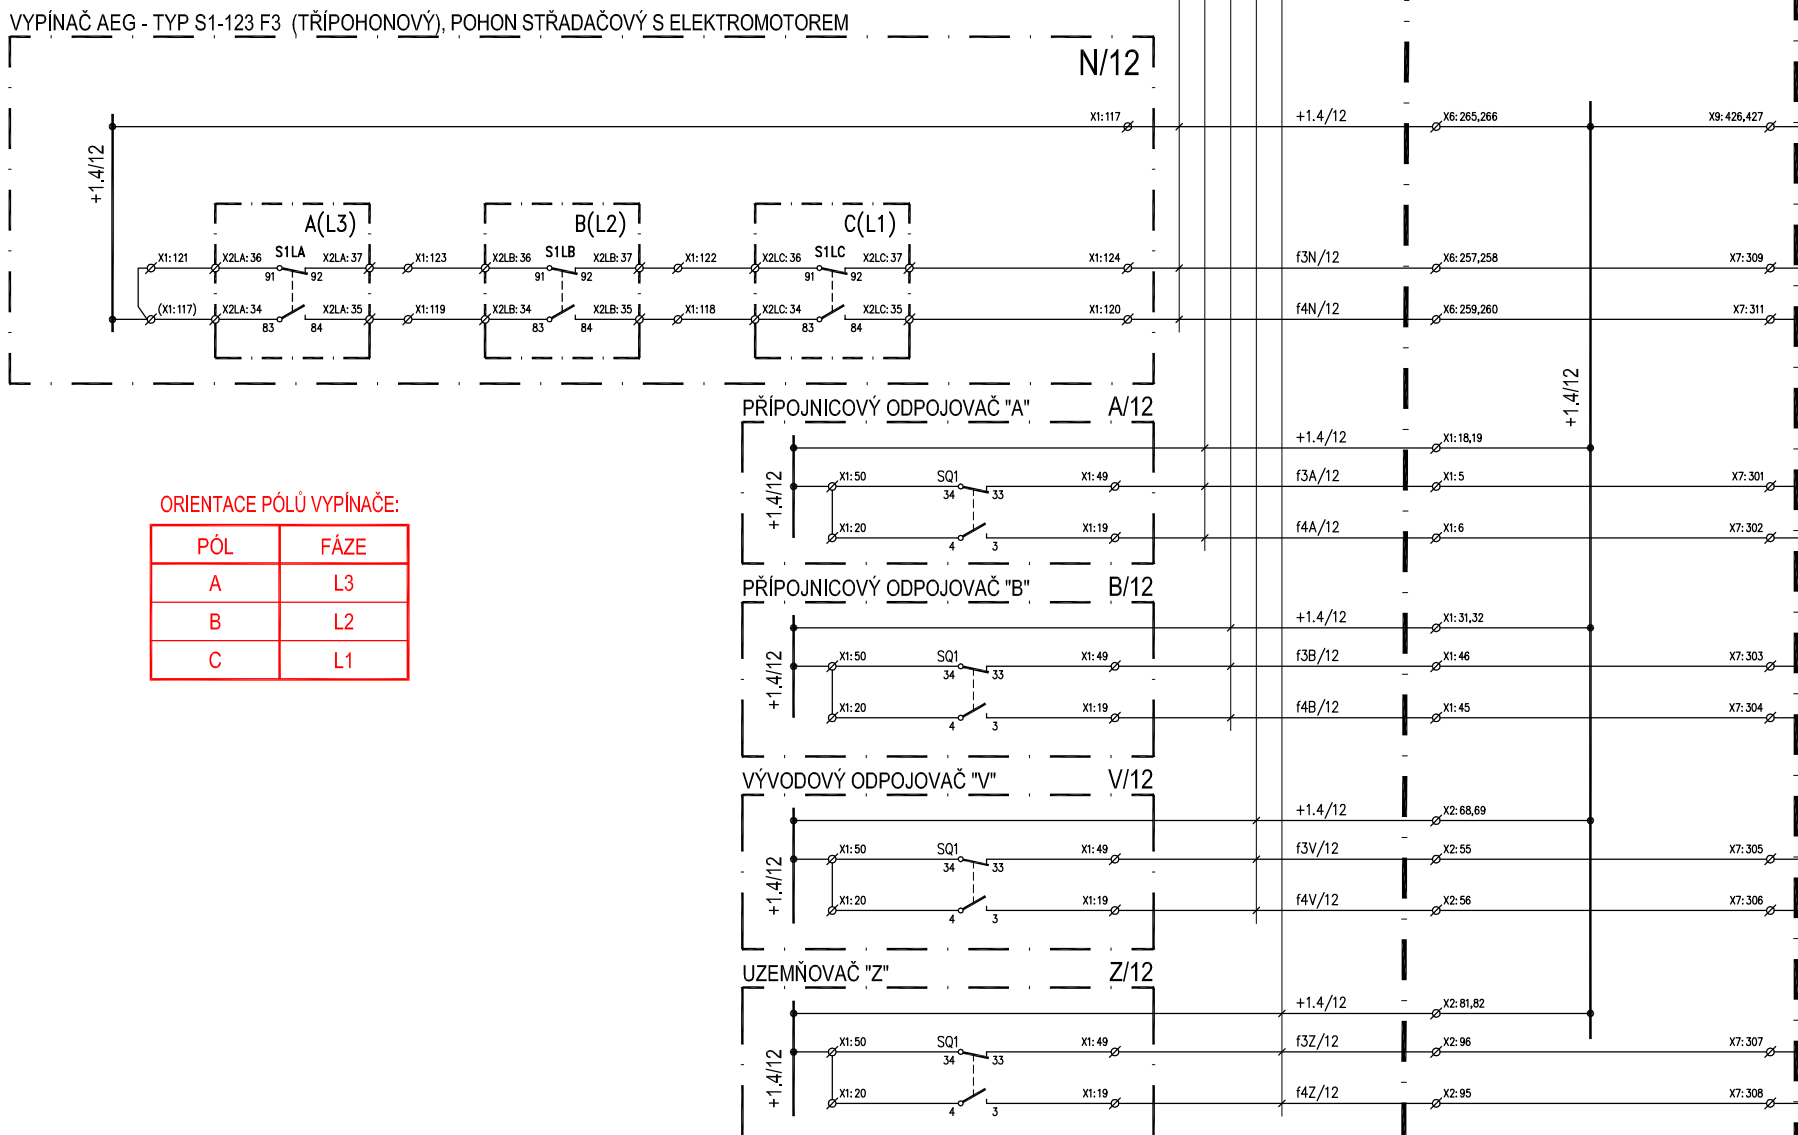 VYPÍNAČ AEG - TYP S1-123 F3 (TŘÍPOHONOVÝ), POHON STŘADAČOVÝ S ELEKTROMOTOREM
N/12
X1:117
+1.4/12
X6:265,266
X9:426,427
+1.4/12
A(L3)
B(L2)
C(L1)
X1:121
X2LA:36
S1LA
X2LA:37
X1:123
X2LB:36
S1LB
X2LB:37
X1:122
X2LC:36
S1LC
X2LC:37
X1:124
f3N/12
X6:257,258
X7:309
91
92
91
92
91
92
(X1:117)
X2LA:34
X2LA:35
X1:119
X2LB:34
X2LB:35
X1:118
X2LC:34
X2LC:35
X1:120
f4N/12
X6:259,260
X7:311
83
84
83
84
83
84
+1.4/12
PŘÍPOJNICOVÝ ODPOJOVAČ "A"
A/12
+1.4/12
X1:18,19
+1.4/12
X1:50
SQ1
X1:49
f3A/12
X1:5
X7:301
34
33
X1:20
X1:19
f4A/12
X1:6
X7:302
4
3
ORIENTACE PÓLŮ VYPÍNAČE:
PÓL
FÁZE
A
L3
B
L2
C
L1
PŘÍPOJNICOVÝ ODPOJOVAČ "B"
B/12
+1.4/12
X1:31,32
+1.4/12
X1:50
SQ1
X1:49
f3B/12
X1:46
X7:303
34
33
X1:20
X1:19
f4B/12
X1:45
X7:304
4
3
VÝVODOVÝ ODPOJOVAČ "V"
V/12
+1.4/12
X2:68,69
+1.4/12
X1:50
SQ1
X1:49
f3V/12
X2:55
X7:305
34
33
X1:20
X1:19
f4V/12
X2:56
X7:306
4
3
UZEMŇOVAČ "Z"
Z/12
+1.4/12
X2:81,82
+1.4/12
X1:50
SQ1
X1:49
f3Z/12
X2:96
X7:307
34
33
X1:20
X1:19
f4Z/12
X2:95
X7:308
4
3